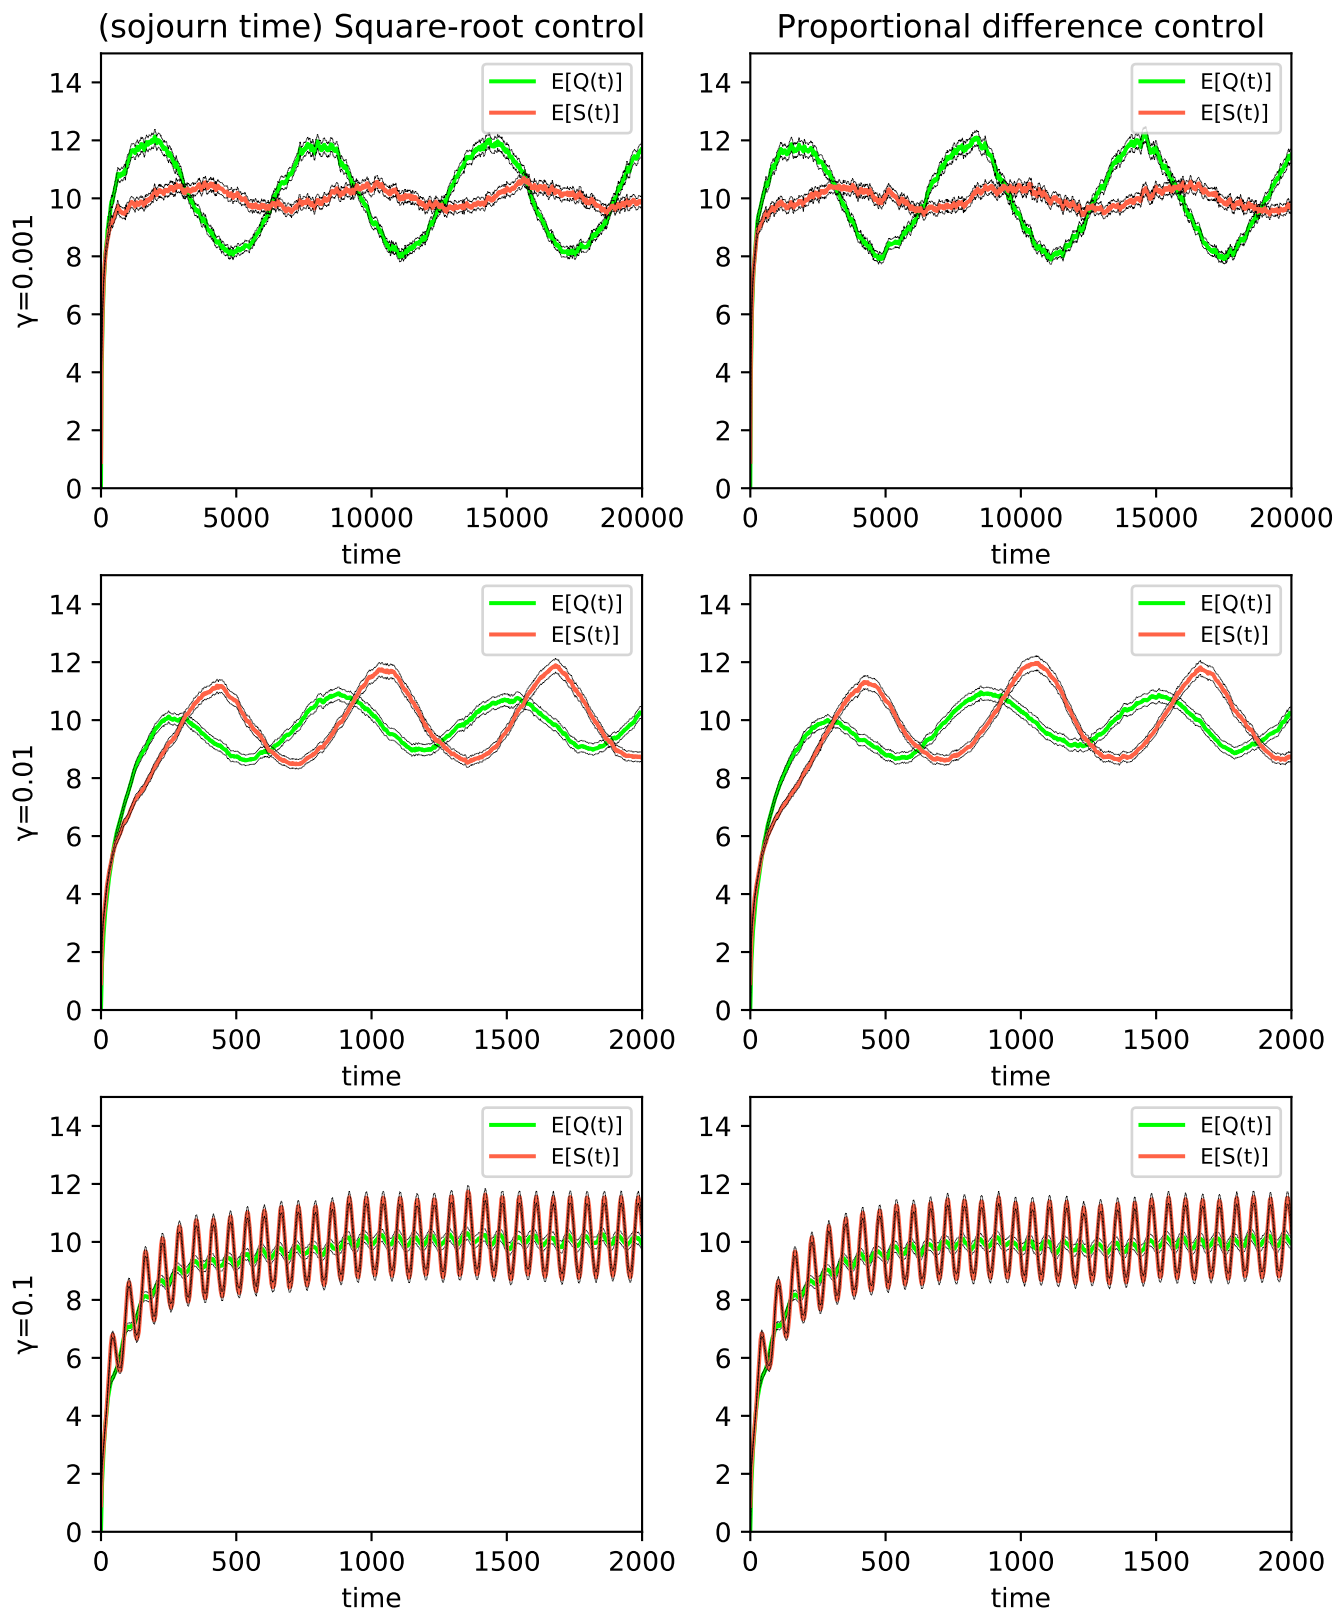 (sojourn time) Square-root control
Proportional difference control
γ=0.001
14
12
10
8
6
4
2
0
E[Q(t)]
E[S(t)]
0 5000 10000 15000 20000
time
14
12
10
8
6
4
2
0
E[Q(t)]
E[S(t)]
0 5000 10000 15000 20000
time
γ=0.01
14
12
10
8
6
4
2
0
E[Q(t)]
E[S(t)]
0 500 1000 1500 2000
time
14
12
10
8
6
4
2
0
E[Q(t)]
E[S(t)]
0 500 1000 1500 2000
time
γ=0.1
14
12
10
8
6
4
2
0
E[Q(t)]
E[S(t)]
0 500 1000 1500 2000
time
14
12
10
8
6
4
2
0
E[Q(t)]
E[S(t)]
0 500 1000 1500 2000
time